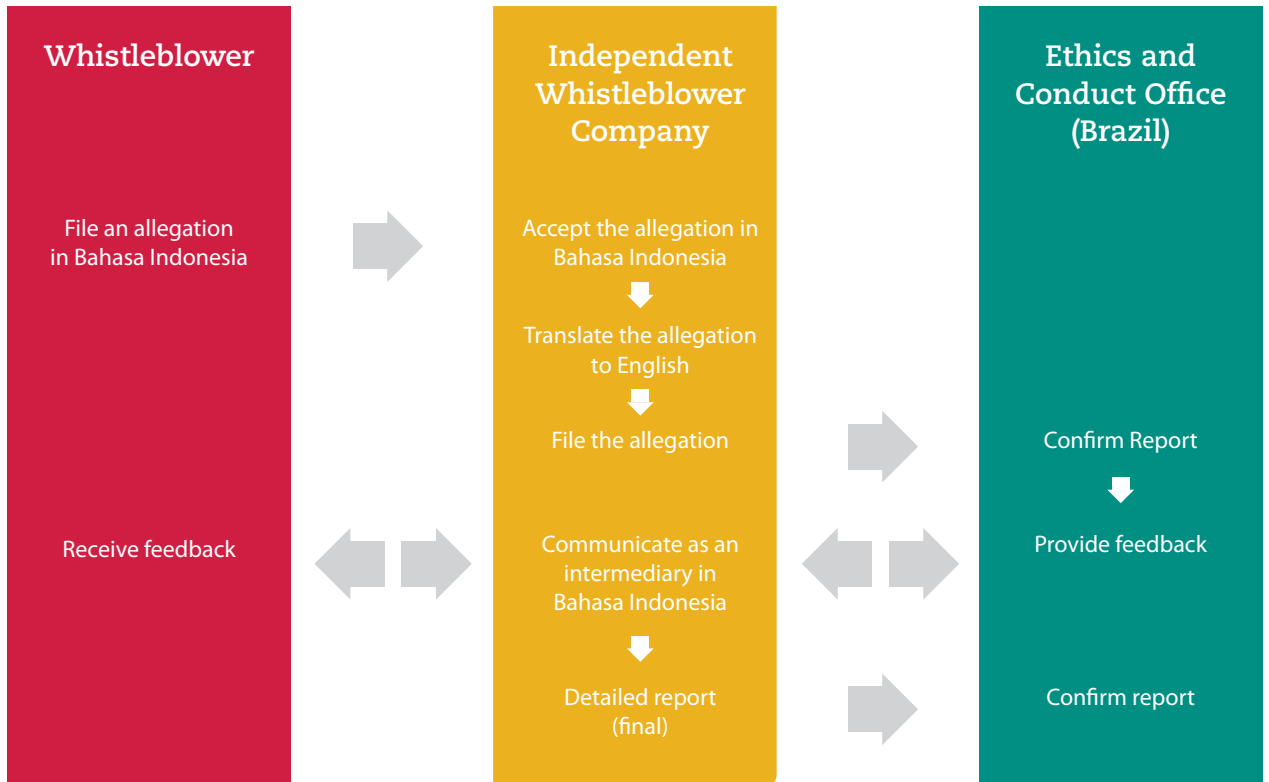 Whistleblower
Independent
Whistleblower
Company
Ethics and
Conduct Office
(Brazil)
File an allegation
in Bahasa Indonesia
Accept the allegation in
Bahasa Indonesia
Translate the allegation
to English
File the allegation
Confirm Report
Receive feedback
Communicate as an
intermediary in
Bahasa Indonesia
Provide feedback
Detailed report
(final)
Confirm report